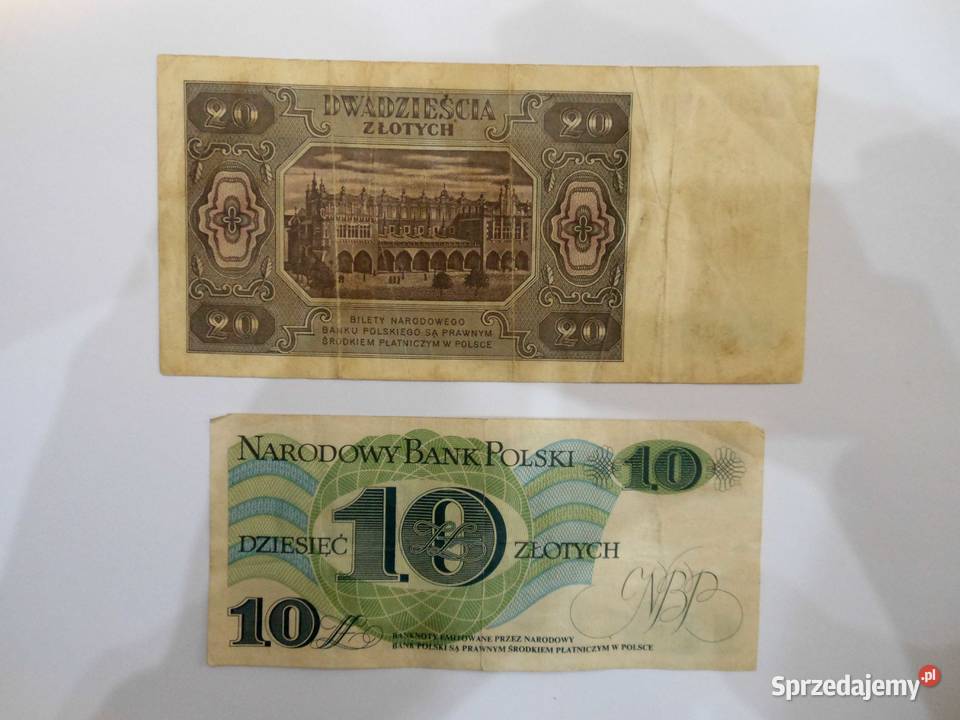 20 DWADZIEŚCIA 20
ZŁOTYCH
20 BILETY NARODOWEGO 20
BANKU POLSKIEGO SĄ PRAWNYM
ŚRODKIEM PŁATNICZYM W POLSCE
NARODOWY BANK POLSKI 10
DZIESIĘĆ 10 ZŁOTYCH
NBP
10 ZŁ
BANKNOTY EMITOWANE PRZEZ NARODOWY
BANK POLSKI SĄ PRAWNYM ŚRODKIEM PŁATNICZYM W POLSCE
Sprzedajemy.pl